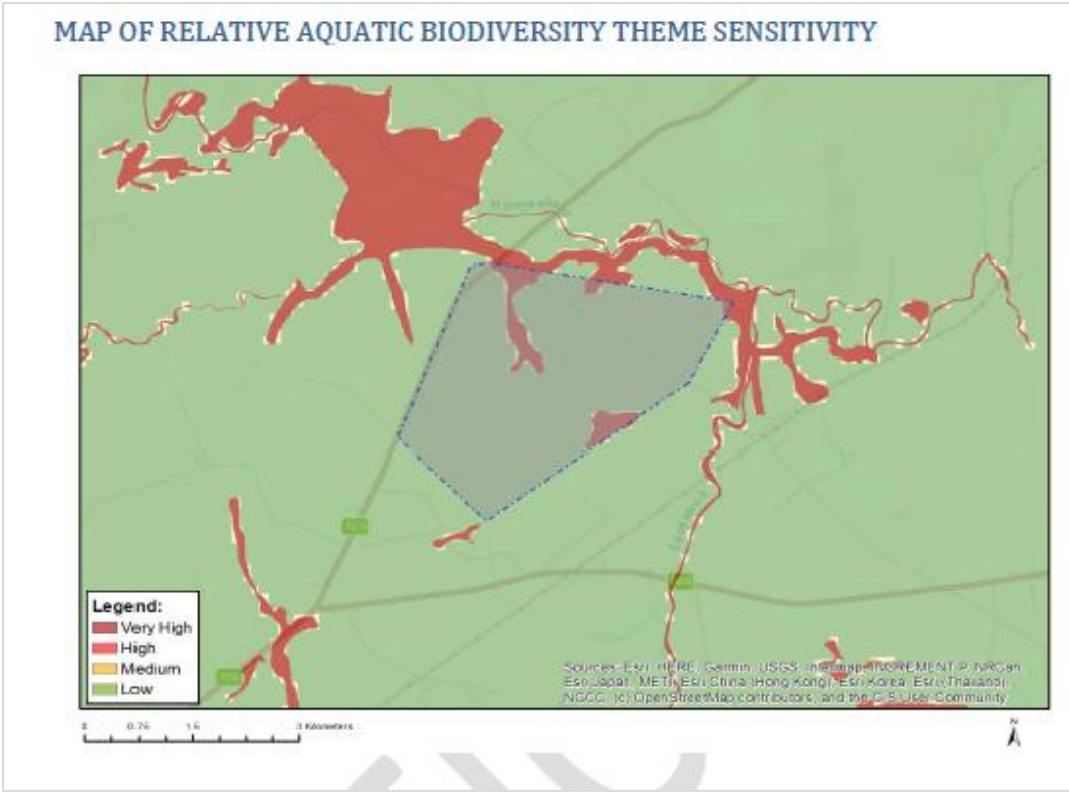 MAP OF RELATIVE AQUATIC BIODIVERSITY THEME SENSITIVITY
Legend:
Very High
High
Medium
Low
Sources: Esri, HERE, Garmin, USGS, Intermap, INCREMENT P, NRCan,
Esri Japan, METI, Esri China (Hong Kong), Esri Korea, Esri (Thailand),
NGCC, (c) OpenStreetMap contributors, and the GIS User Community
0.75 1.5 3 Kilometers
N